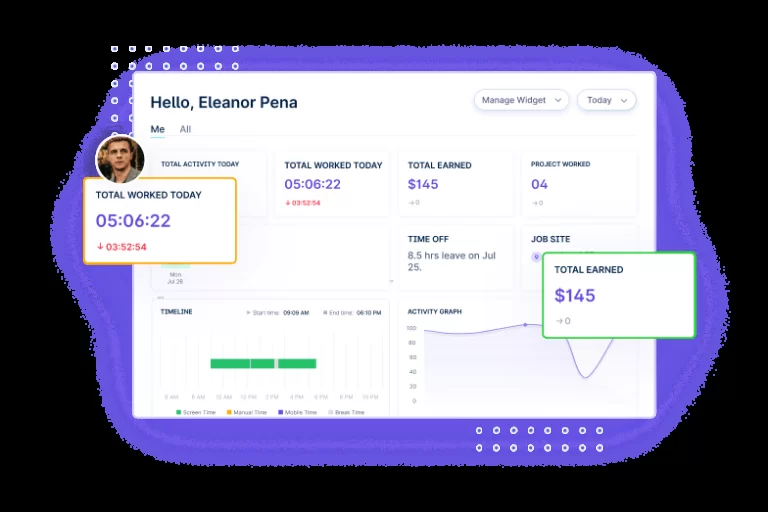 Hello, Eleanor Pena
Manage Widget
Today
Me
All
TOTAL ACTIVITY TODAY
TOTAL WORKED TODAY
05:06:22
↓ 03:52:54
TOTAL EARNED
$145
→ 0
PROJECT WORKED
04
→ 0
TOTAL WORKED TODAY
05:06:22
↓ 03:52:54
Mon,
Jul 28
TIME OFF
8.5 hrs leave on Jul
25.
JOB SITE
TOTAL EARNED
$145
→ 0
TIMELINE
Start time: 09:09 AM
End time: 06:10 PM
6 AM 8 AM 10 AM 12 PM 2 PM 4 PM 6 PM 8 PM 10 PM
Screen Time
Manual Time
Mobile Time
Break Time
ACTIVITY GRAPH
100
80
60
40
20
0